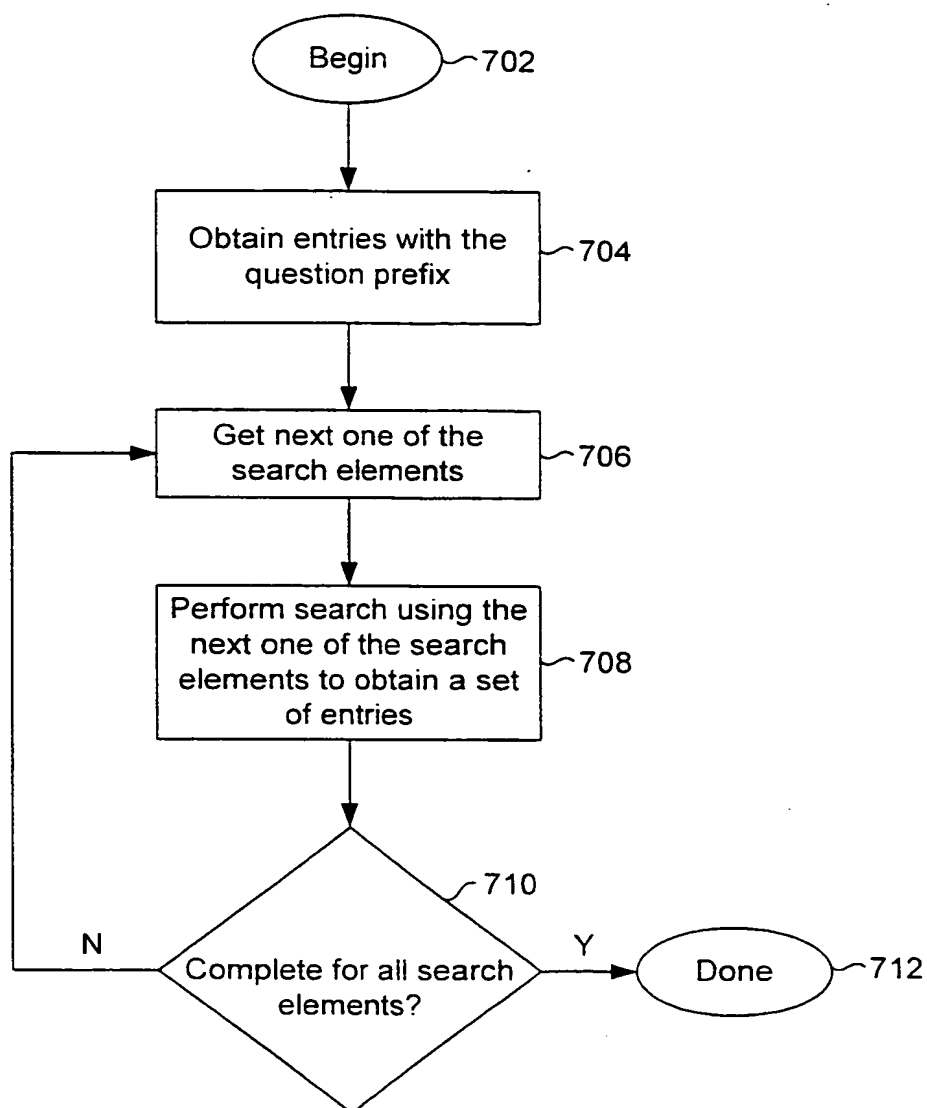 Begin
702
Obtain entries with the
question prefix
704
Get next one of the
search elements
706
Perform search using the
next one of the search
elements to obtain a set
of entries
708
710
N
Y
Complete for all search
elements?
Done
712